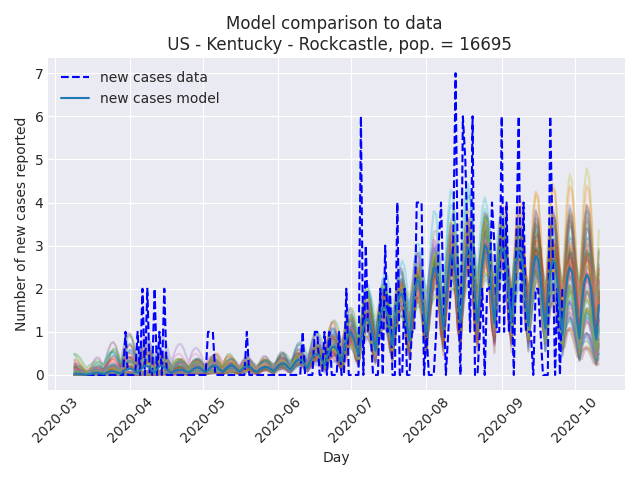 Model comparison to data
US - Kentucky - Rockcastle, pop. = 16695
new cases data
new cases model
Number of new cases reported
7
6
5
4
3
2
1
0
2020-03
2020-04
2020-05
2020-06
2020-07
2020-08
2020-09
2020-10
Day